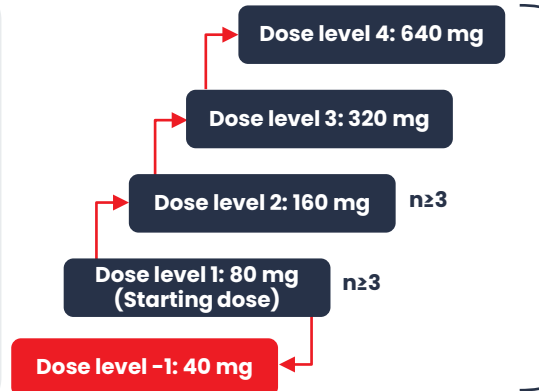 Dose level 4: 640 mg
Dose level 3: 320 mg
Dose level 2: 160 mg
n≥3
Dose level 1: 80 mg
(Starting dose)
n≥3
Dose level -1: 40 mg